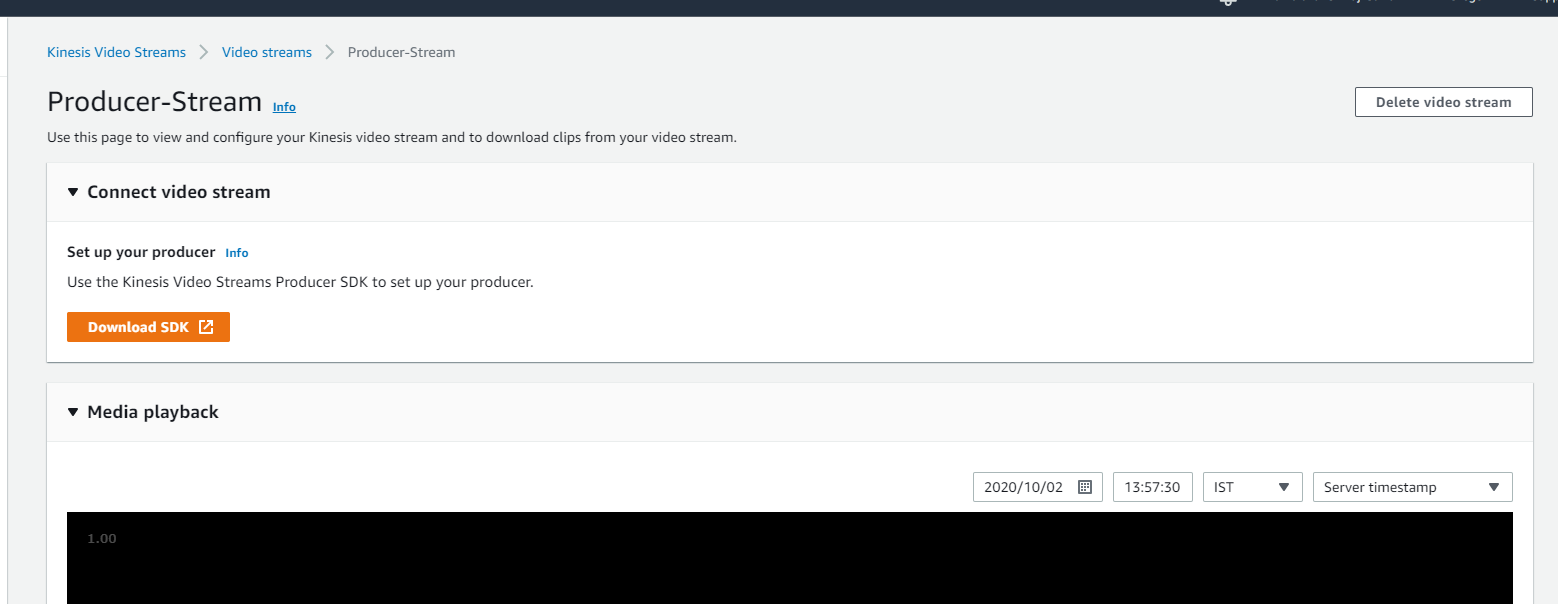 Kinesis Video Streams Video streams Producer-Stream
Producer-Stream Info
Delete video stream
Use this page to view and configure your Kinesis video stream and to download clips from your video stream.
Connect video stream
Set up your producer Info
Use the Kinesis Video Streams Producer SDK to set up your producer.
Download SDK
Media playback
2020/10/02 13:57:30 IST Server timestamp
1.00